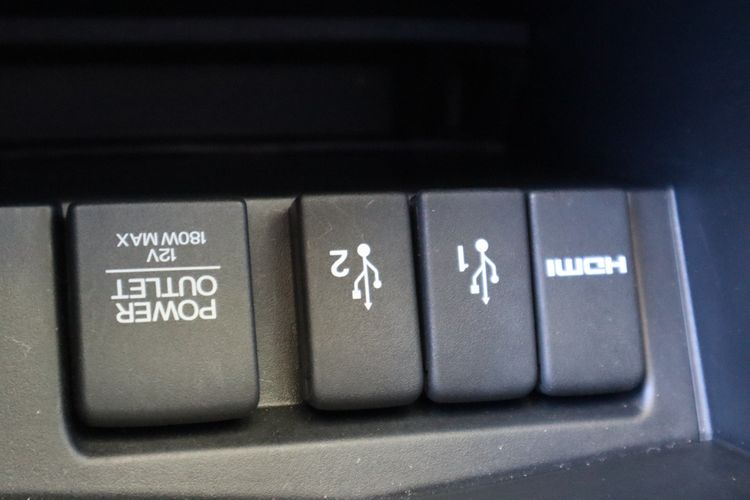 HDMI
1
2
POWER
OUTLET
12V
180W MAX